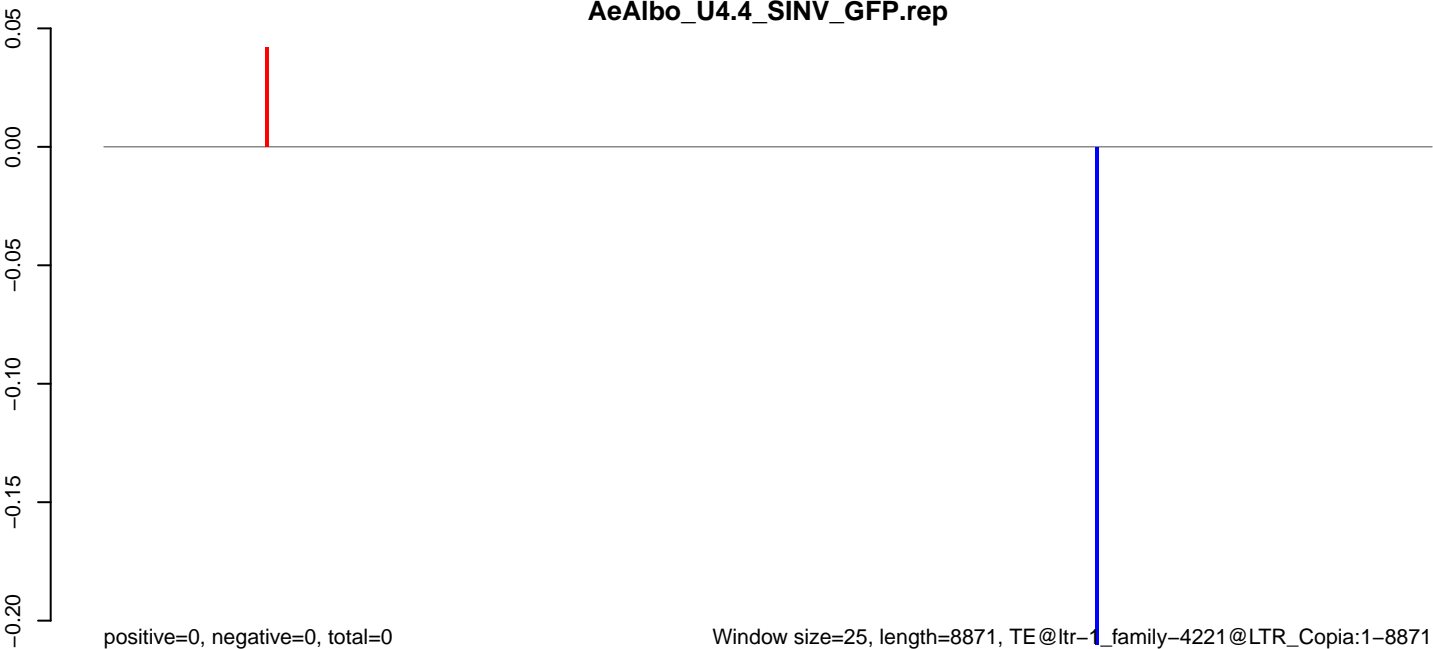 AeAlbo_U4.4_SINV_GFP.rep
0.05
0.00
−0.05
−0.10
−0.15
−0.20
positive=0, negative=0, total=0
Window size=25, length=8871, TE@ltr−1_family−4221@LTR_Copia:1−8871